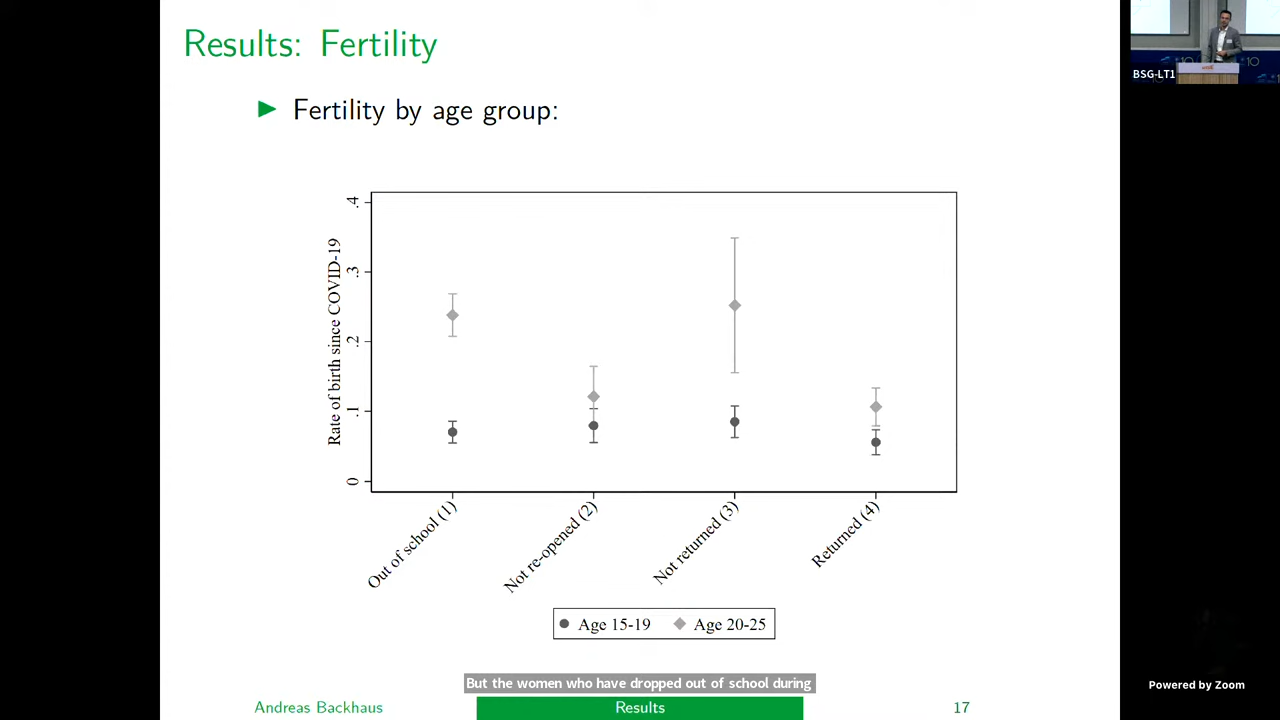 Results: Fertility
Fertility by age group:
Rate of birth since COVID-19
.4
.3
.2
.1
0
Out of school (1)
Not re-opened (2)
Not returned (3)
Returned (4)
Age 15-19
Age 20-25
But the women who have dropped out of school during
Andreas Backhaus
Results
17
BSG-LT1
10
Powered by Zoom